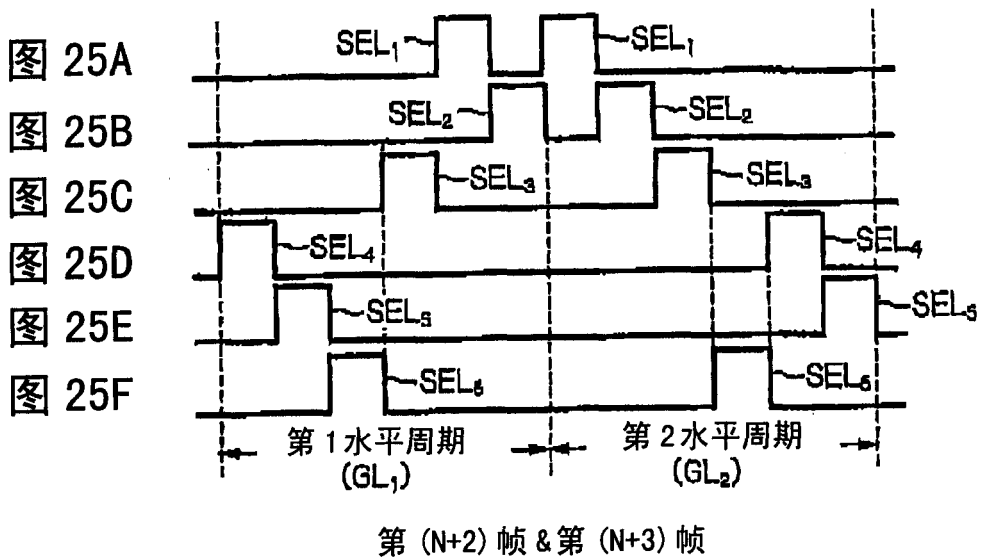 图 25A SEL₁ SEL₁
图 25B SEL₂ SEL₂
图 25C SEL₃ SEL₃
图 25D SEL₄ SEL₄
图 25E SEL₅ SEL₅
图 25F SEL₆ SEL₆
第1水平周期 第2水平周期
(GL₁) (GL₂)
第 (N+2) 帧 & 第 (N+3) 帧